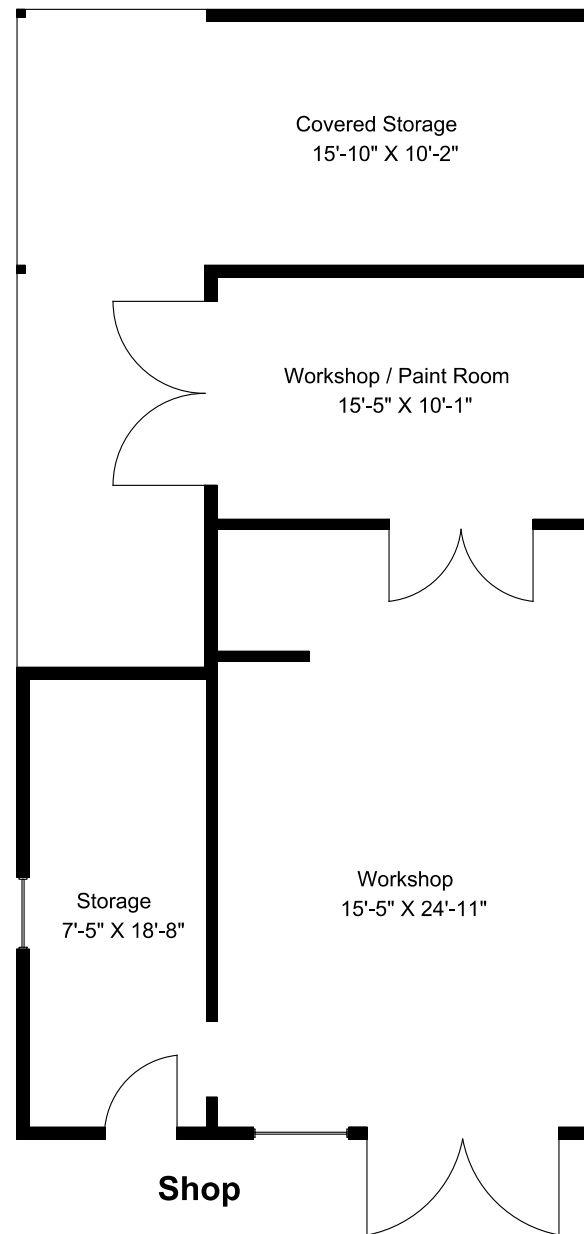 Covered Storage
15'-10" X 10'-2"
Workshop / Paint Room
15'-5" X 10'-1"
Storage
7'-5" X 18'-8"
Workshop
15'-5" X 24'-11"
Shop